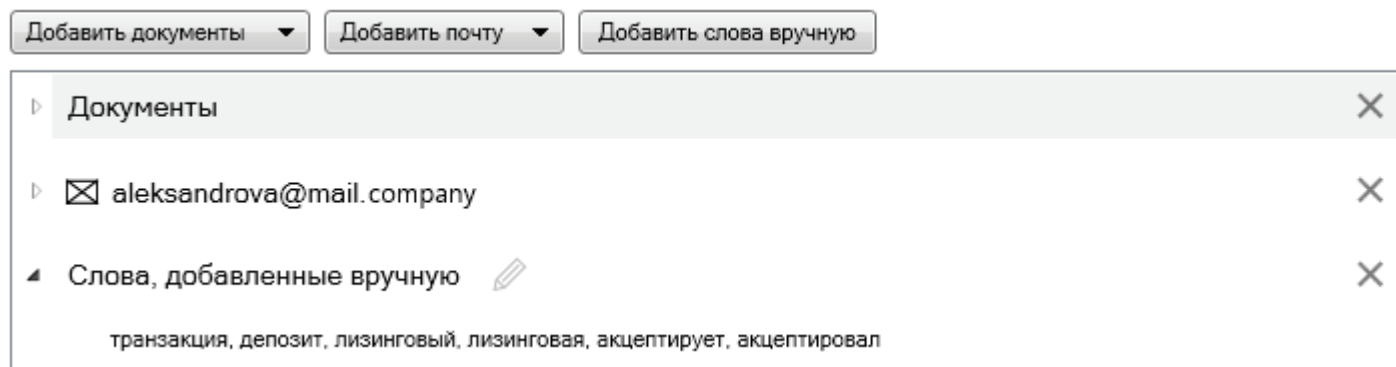 Добавить документы Добавить почту Добавить слова вручную
Документы
aleksandrova@mail.company
Слова, добавленные вручную
транзакция, депозит, лизинговый, лизинговая, акцептирует, акцептировал